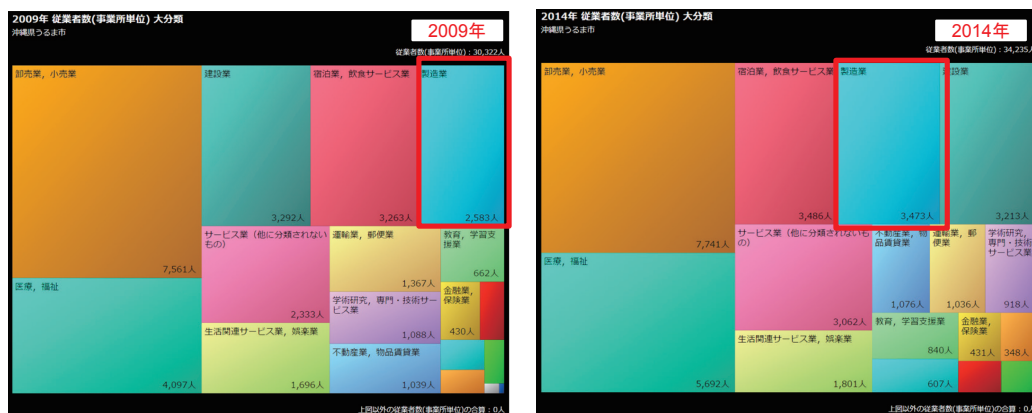 2009年 従業者数(事業所単位) 大分類
沖縄県うるま市
2009年
従業者数(事業所単位)：30,322人
卸売業，小売業
7,561人
建設業
3,292人
宿泊業，飲食サービス業
3,263人
製造業
2,583人
医療，福祉
4,097人
サービス業（他に分類されない
もの）
2,333人
生活関連サービス業，娯楽業
1,696人
運輸業，郵便業
1,367人
学術研究，専門・技術サー
ビス業
1,088人
不動産業，物品賃貸業
1,039人
教育，学習支
援業
662人
金融業，
保険業
430人
上図以外の従業者数(事業所単位)の合算：0人
2014年 従業者数(事業所単位) 大分類
沖縄県うるま市
2014年
従業者数(事業所単位)：34,235人
卸売業，小売業
7,741人
宿泊業，飲食サービス業
3,486人
製造業
3,473人
建設業
3,213人
医療，福祉
5,692人
サービス業（他に分類されないも
の）
3,062人
生活関連サービス業，娯楽業
1,801人
不動産業，物
品賃貸業
1,076人
運輸業，郵
便業
1,036人
学術研究，
専門・技術
サービス業
918人
教育，学習支援業
840人
金融業，
保険業
431人
348人
607人
上図以外の従業者数(事業所単位)の合算：0人